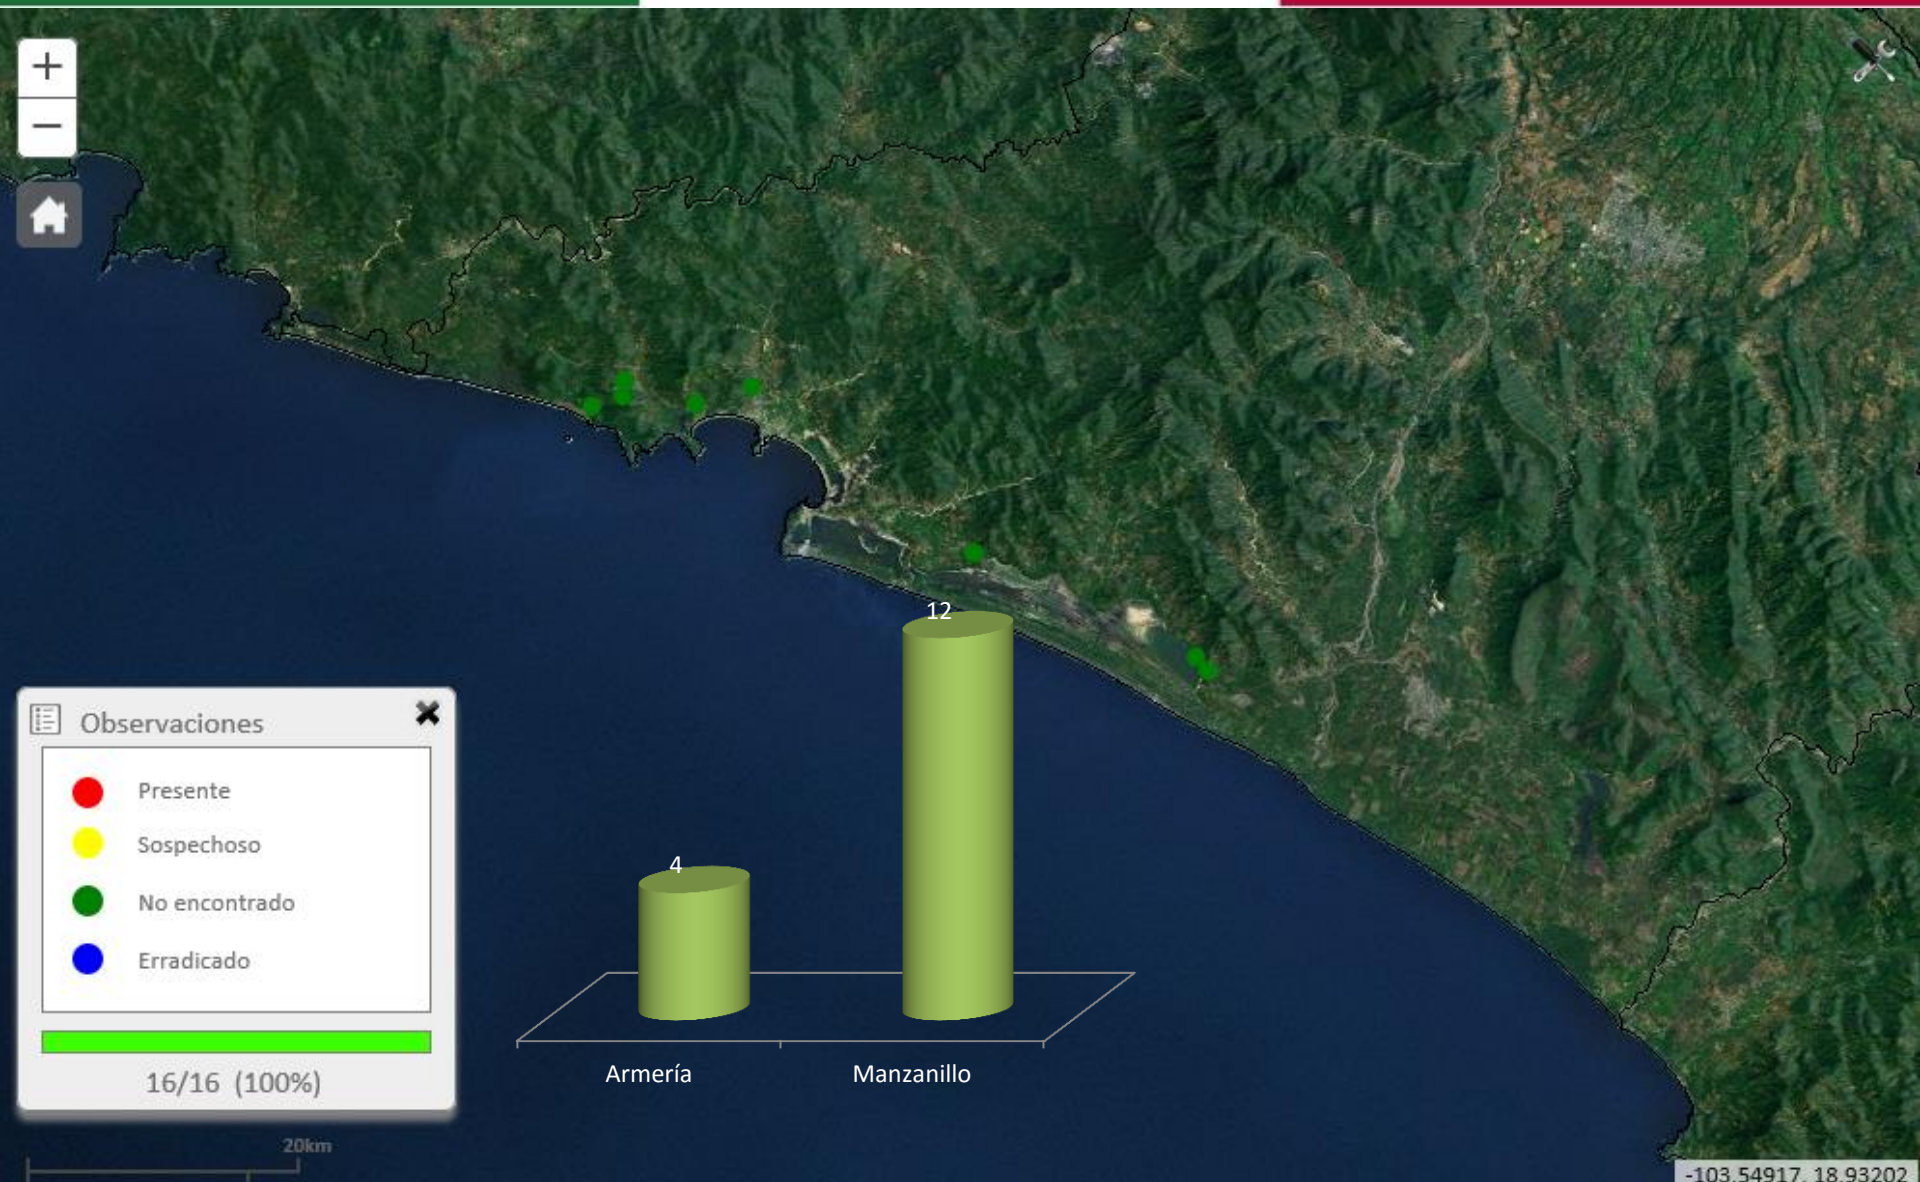 +
−
12
Observaciones
Presente
Sospechoso
No encontrado
Erradicado
16/16 (100%)
4
Armería
Manzanillo
20km
-103.54917, 18.93202